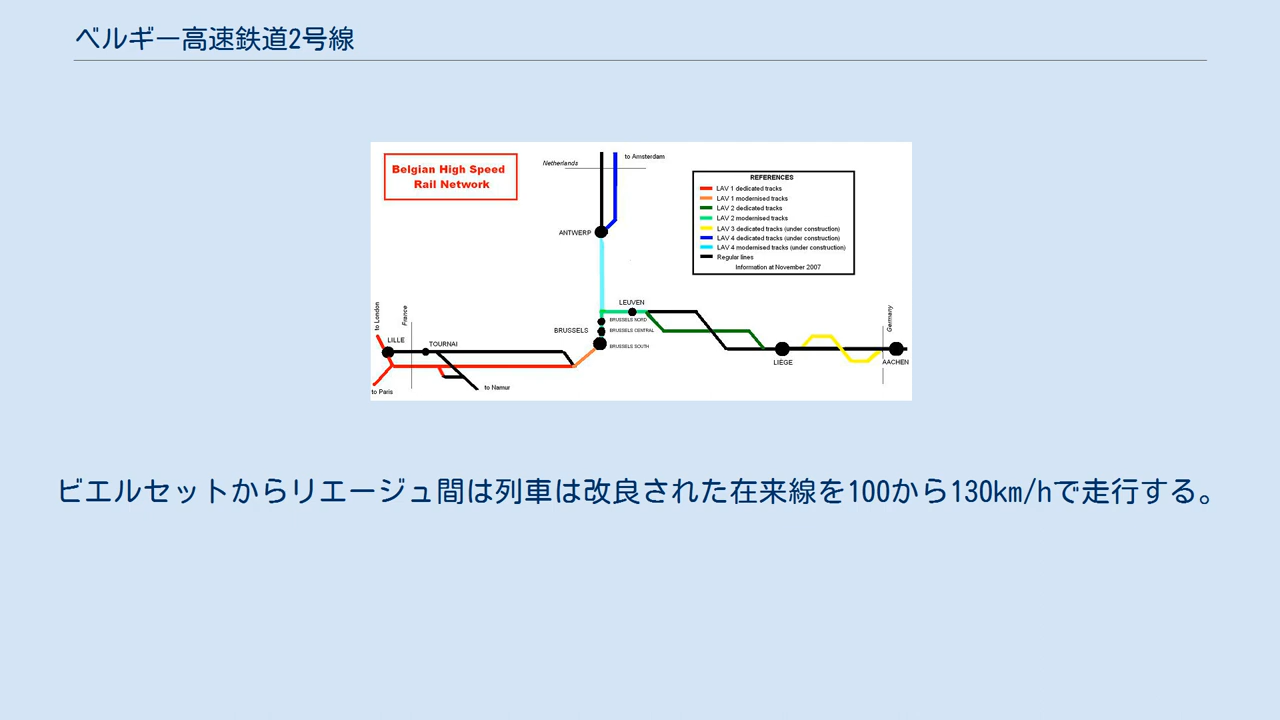 ベルギー高速鉄道2号線
Belgian High Speed
Rail Network
Netherlands
to Amsterdam
REFERENCES
LAV 1 dedicated tracks
LAV 1 modernised tracks
LAV 2 dedicated tracks
LAV 2 modernised tracks
LAV 3 dedicated tracks (under construction)
LAV 4 dedicated tracks (under construction)
LAV 4 modernised tracks (under construction)
Regular lines
Information at November 2007
ANTWERP
to London
France
LEUVEN
BRUSSELS NORD
BRUSSELS
BRUSSELS CENTRAL
BRUSSELS SOUTH
Germany
LILLE
TOURNAI
LIÈGE
AACHEN
to Paris
to Namur
ビエルセットからリエージュ間は列車は改良された在来線を100から130km/hで走行する。